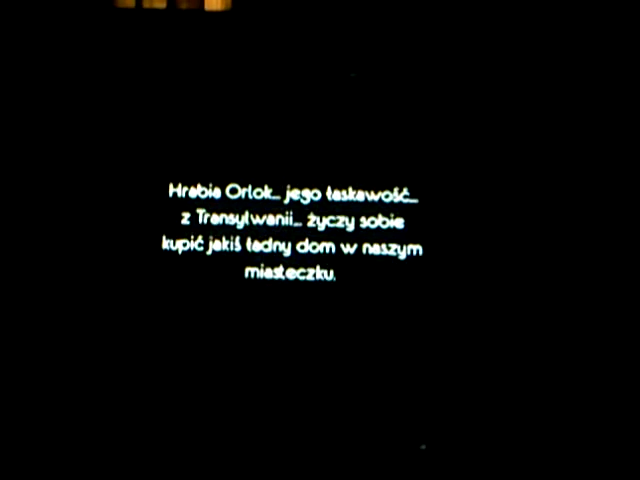 Hrabia Orlok... jego łaskawość...
z Transylwanii... życzy sobie
kupić jakiś ładny dom w naszym
miasteczku.